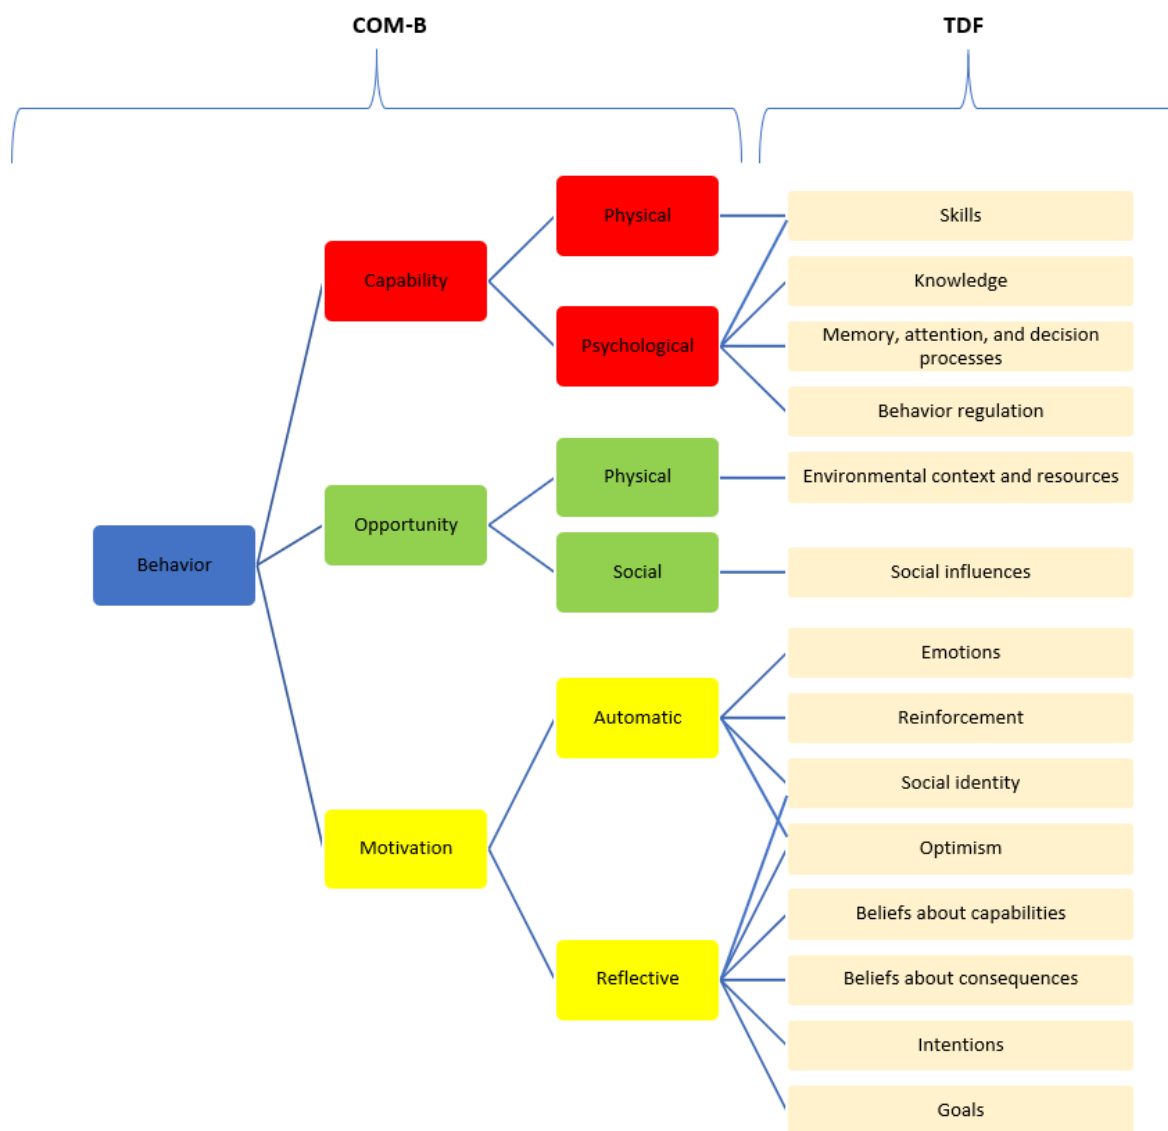 COM-B
TDF
Physical
Skills
Capability
Knowledge
Psychological
Memory, attention, and decision
processes
Behavior regulation
Physical
Environmental context and resources
Opportunity
Behavior
Social
Social influences
Emotions
Automatic
Reinforcement
Social identity
Motivation
Optimism
Beliefs about capabilities
Reflective
Beliefs about consequences
Intentions
Goals